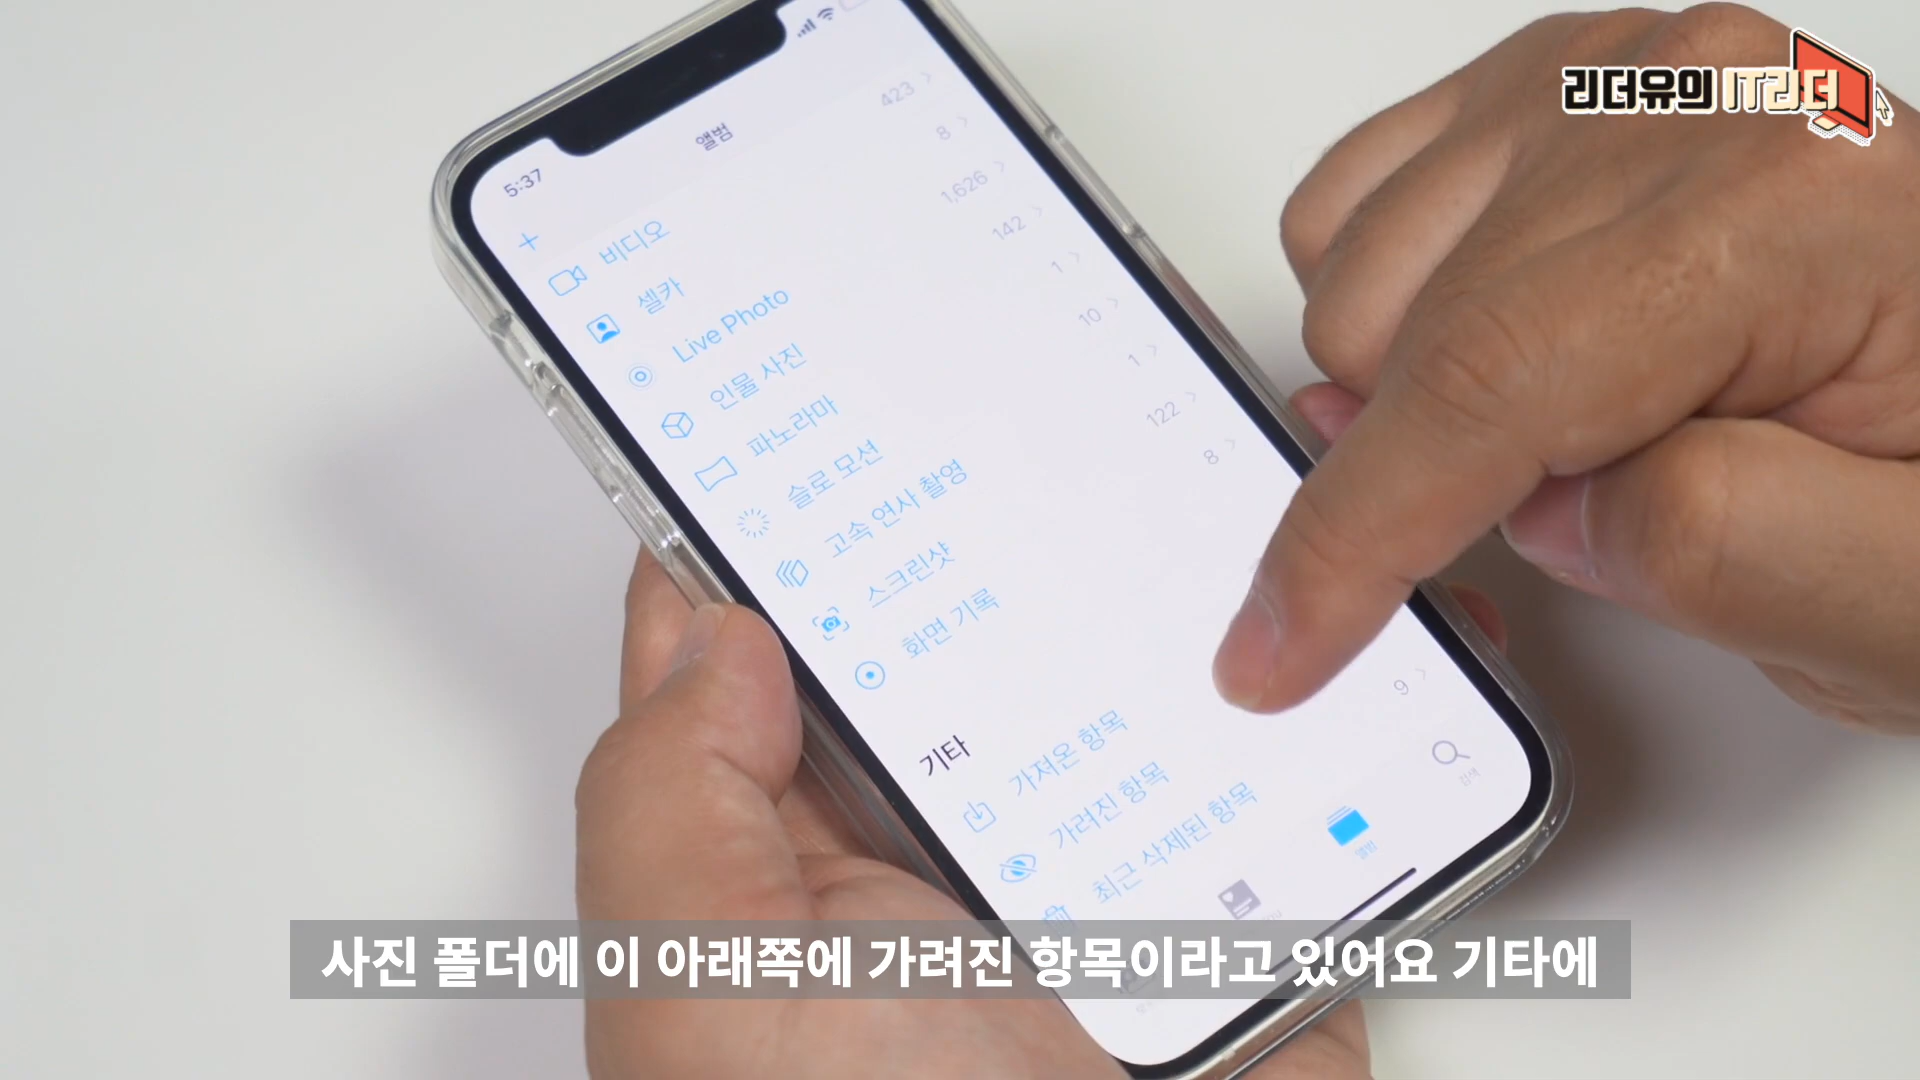 리더유의 IT리더
5:37
앨범
비디오 423
셀카 8
Live Photo 1,626
인물 사진 142
파노라마 1
슬로 모션 10
고속 연사 촬영 1
스크린샷 122
화면 기록 8
기타
가져온 항목 9
가려진 항목
최근 삭제된 항목
앨범
검색
사진 폴더에 이 아래쪽에 가려진 항목이라고 있어요 기타에